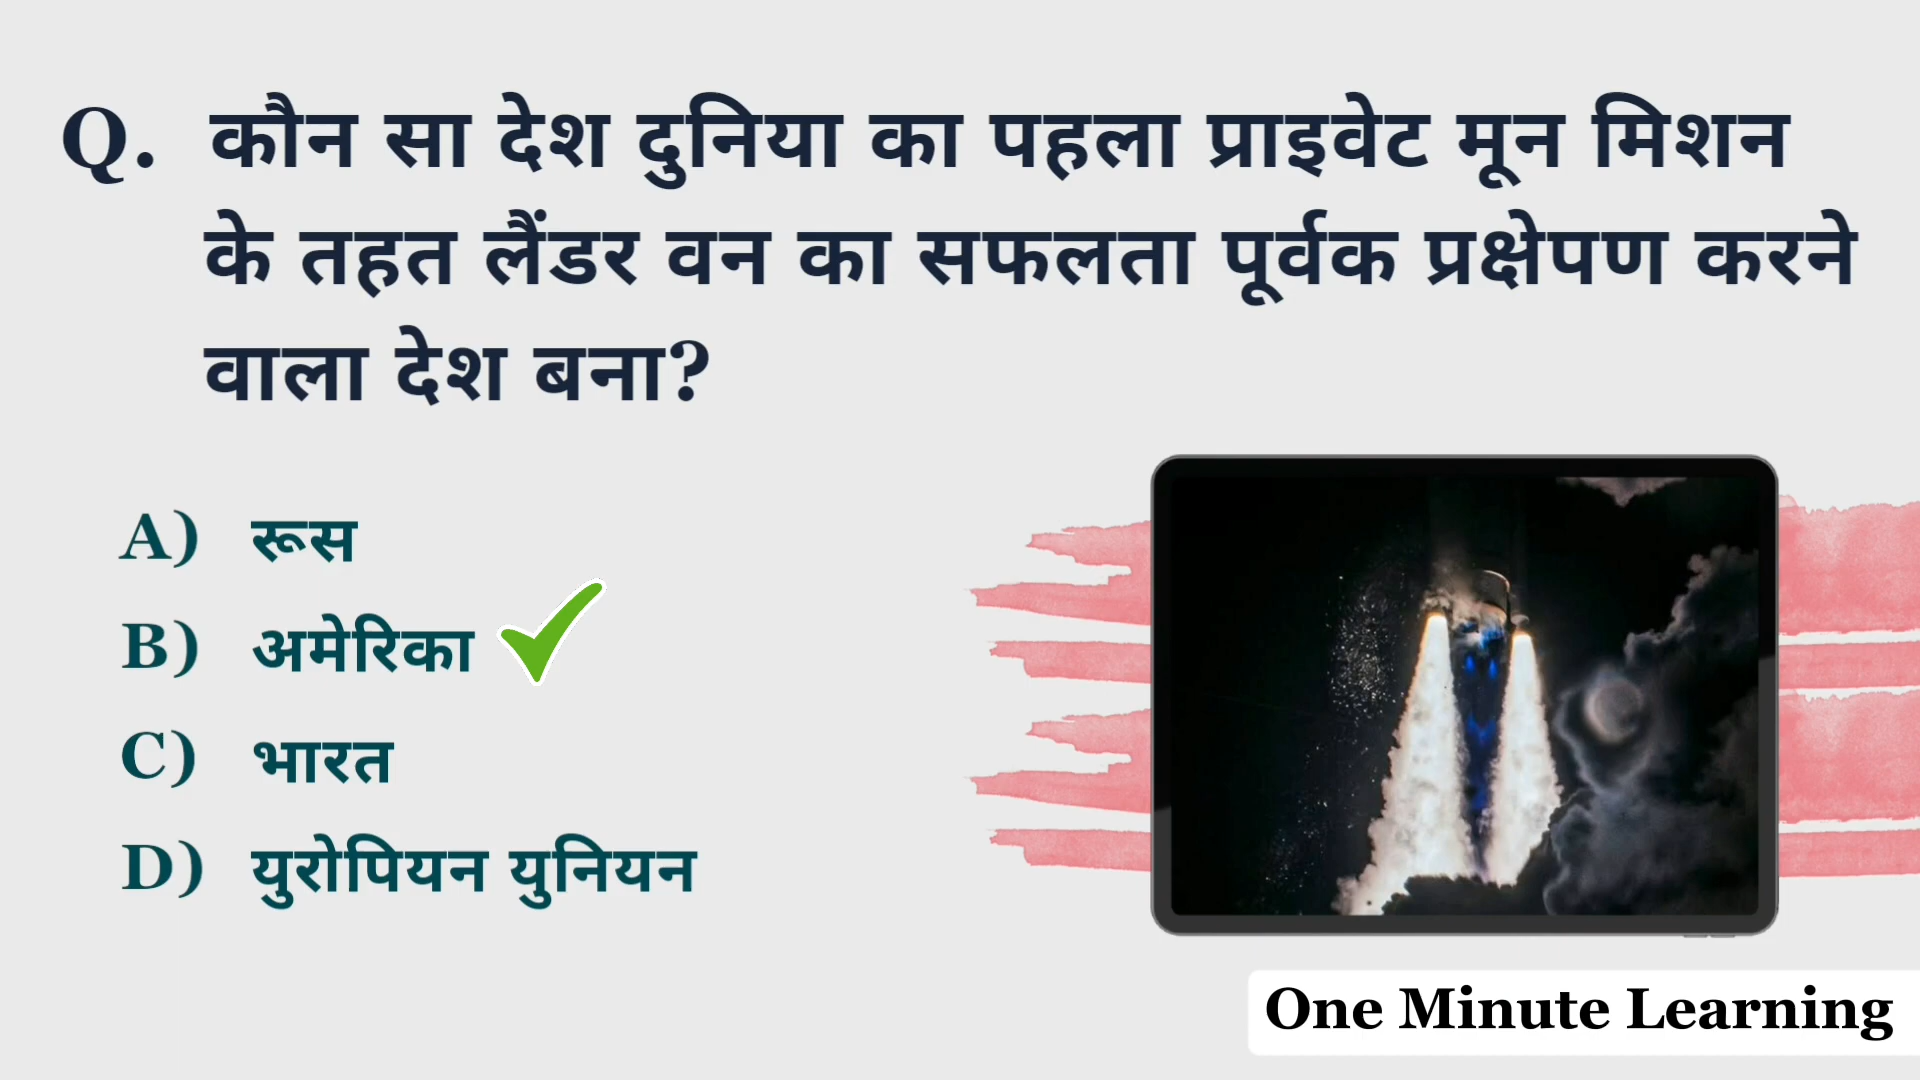 Q. कौन सा देश दुनिया का पहला प्राइवेट मून मिशन
के तहत लैंडर वन का सफलता पूर्वक प्रक्षेपण करने
वाला देश बना?
A) रूस
B) अमेरिका
C) भारत
D) युरोपियन युनियन
One Minute Learning